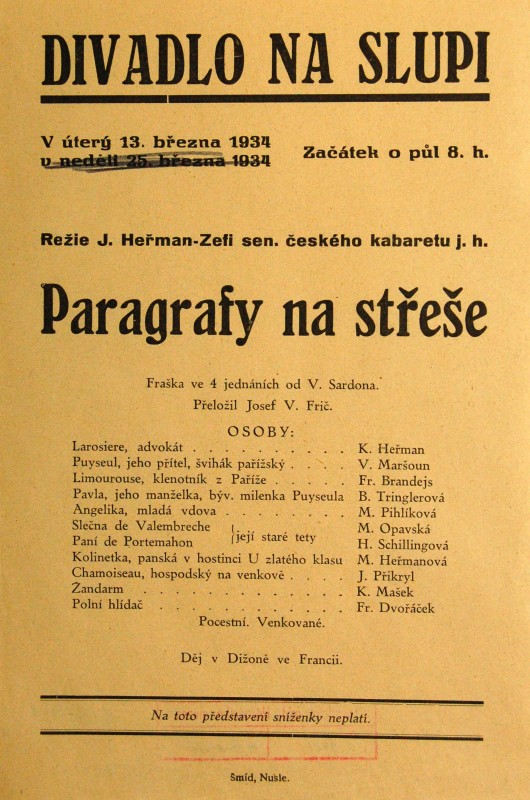 DIVADLO NA SLUPI
V úterý 13. března 1934
v neděli 25. března 1934
Začátek o půl 8. h.
Režie J. Heřman-Zefi sen. českého kabaretu j. h.
Paragrafy na střeše
Fraška ve 4 jednáních od V. Sardona.
Přeložil Josef V. Frič.
OSOBY:
Larosiere, advokát . . . . . . . . . . K. Heřman
Puyseul, jeho přítel, švihák pařížský . . . . V. Maršoun
Limourouse, klenotník z Paříže . . . . . Fr. Brandejs
Pavla, jeho manželka, býv. milenka Puyseula B. Tringlerová
Angelika, mladá vdova . . . . . . . . M. Pihlíková
Slečna de Valembreche } její staré tety M. Opavská
Paní de Portemahon } H. Schillingová
Kolinetka, panská v hostinci U zlatého klasu M. Heřmanová
Chamoiseau, hospodský na venkově . . . . J. Přikryl
Žandarm . . . . . . . . . . . . K. Mašek
Polní hlídač . . . . . . . . . . . Fr. Dvořáček
Pocestní. Venkované.
Děj v Dižoně ve Francii.
Na toto představení sníženky neplatí.
Šmíd, Nusle.